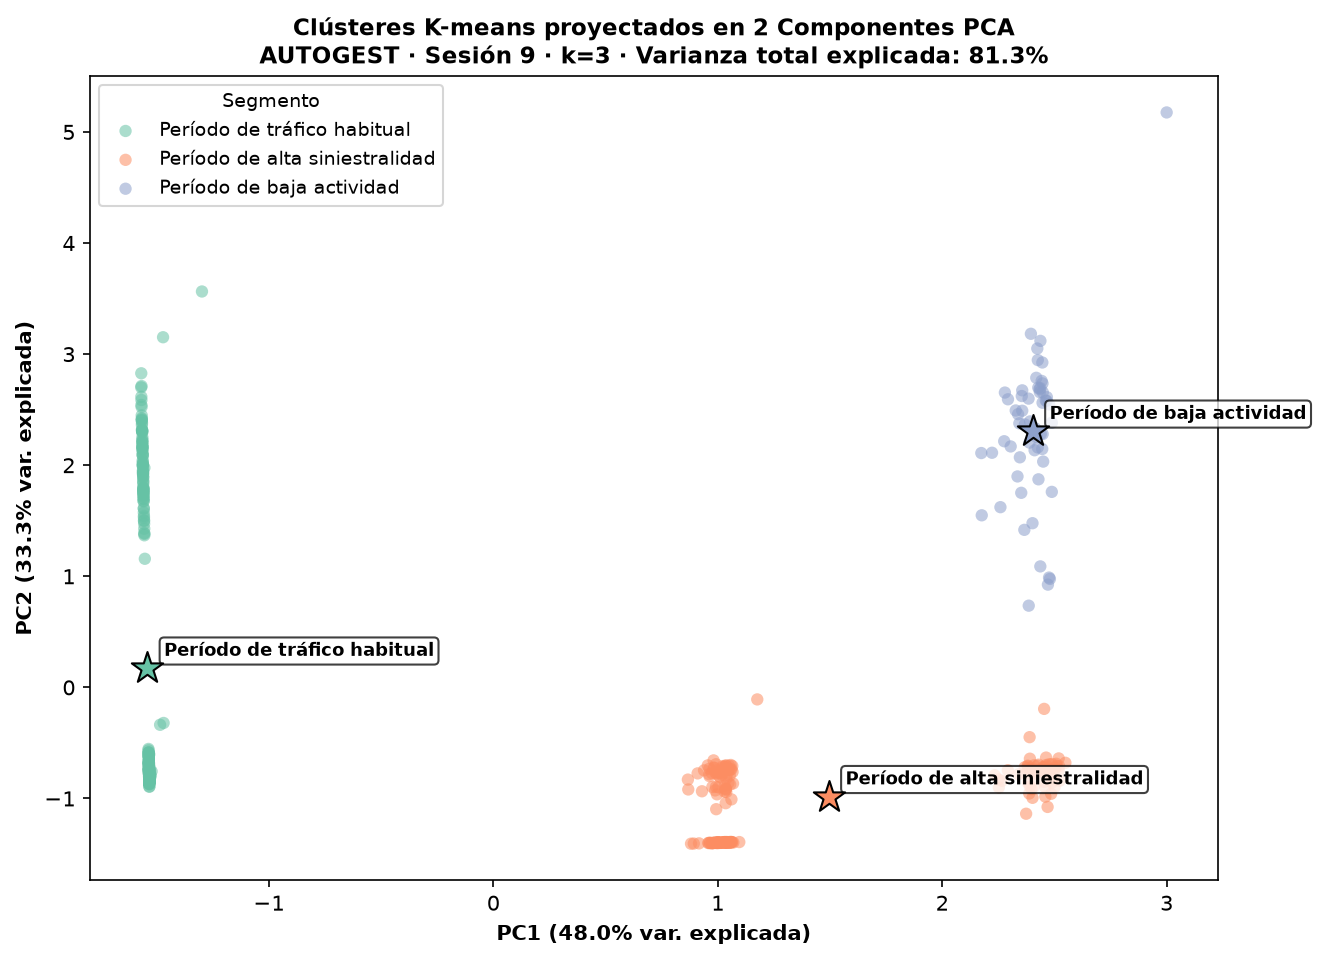 Clústeres K-means proyectados en 2 Componentes PCA
AUTOGEST · Sesión 9 · k=3 · Varianza total explicada: 81.3%
Segmento
Período de tráfico habitual
Período de alta siniestralidad
Período de baja actividad
5
4
3
2
1
0
−1
PC2 (33.3% var. explicada)
Período de baja actividad
Período de tráfico habitual
Período de alta siniestralidad
−1
0
1
2
3
PC1 (48.0% var. explicada)